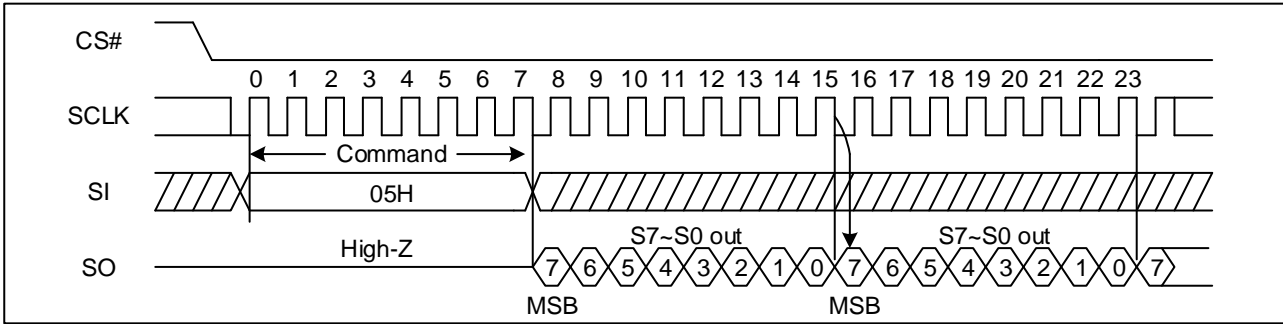 CS#
0 1 2 3 4 5 6 7 8 9 10 11 12 13 14 15 16 17 18 19 20 21 22 23
SCLK
Command
SI
05H
High-Z
S7~S0 out
S7~S0 out
SO
7 6 5 4 3 2 1 0 7 6 5 4 3 2 1 0 7
MSB
MSB